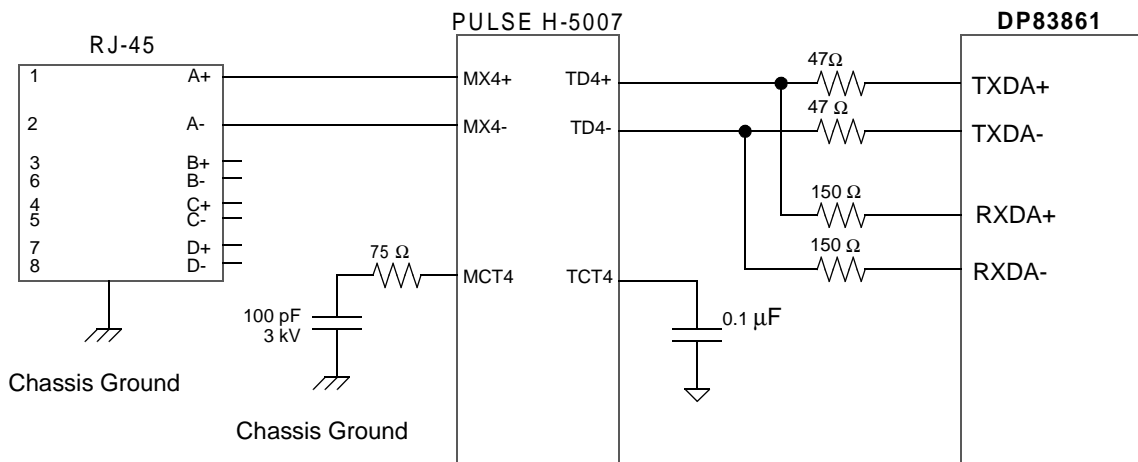 PULSE H-5007
DP83861
RJ-45
1 A+
2 A-
3 B+
6 B-
4 C+
5 C-
7 D+
8 D-
Chassis Ground
75 Ω
100 pF
3 kV
Chassis Ground
MX4+ TD4+
MX4- TD4-
MCT4 TCT4
0.1 μF
47Ω
47 Ω
150 Ω
150 Ω
TXDA+
TXDA-
RXDA+
RXDA-